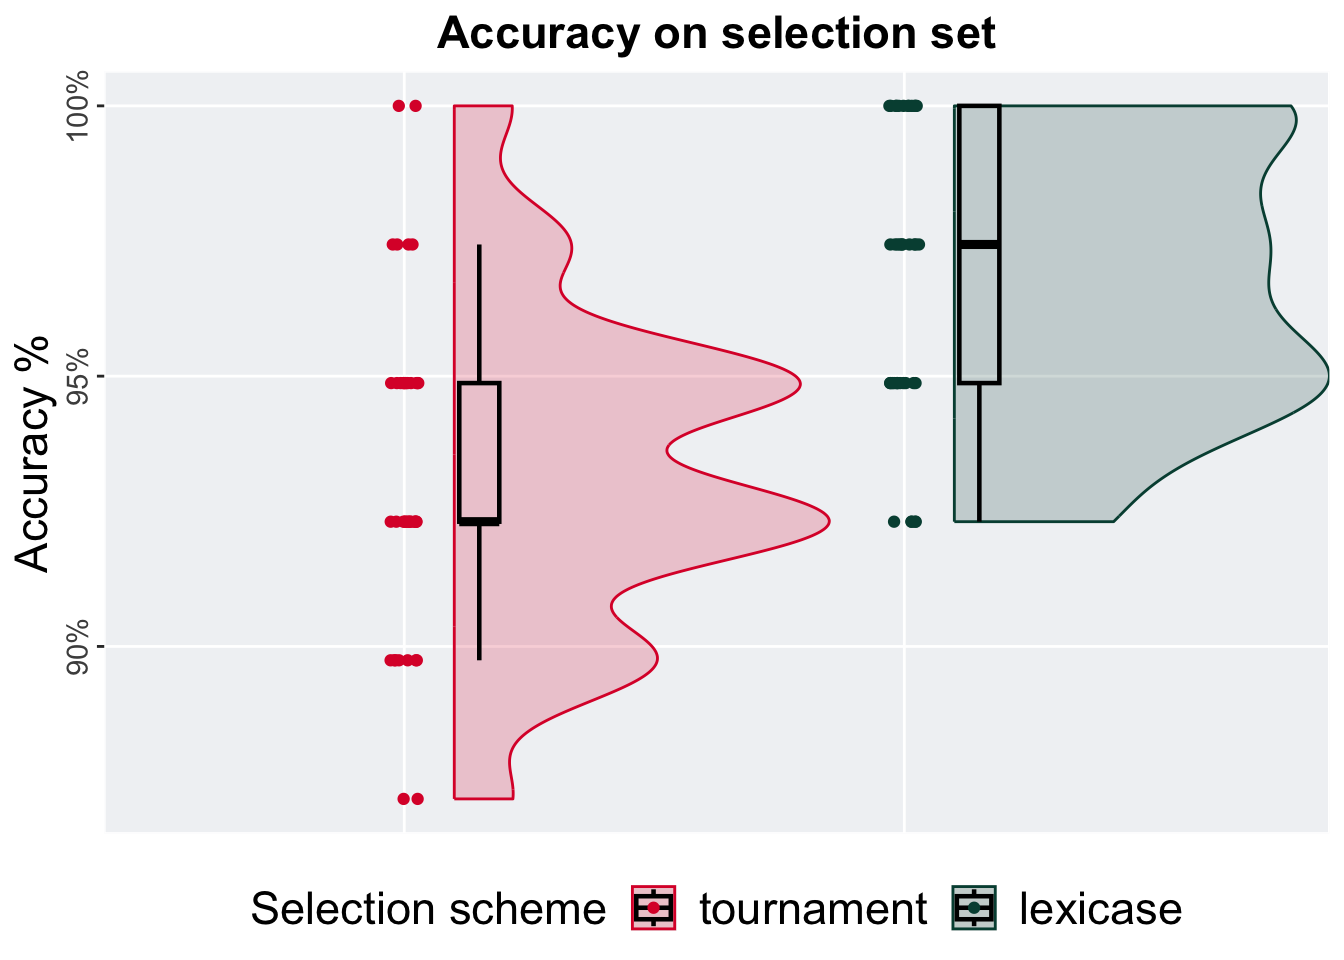 Accuracy on selection set
Accuracy %
100%
95%
90%
Selection scheme tournament lexicase